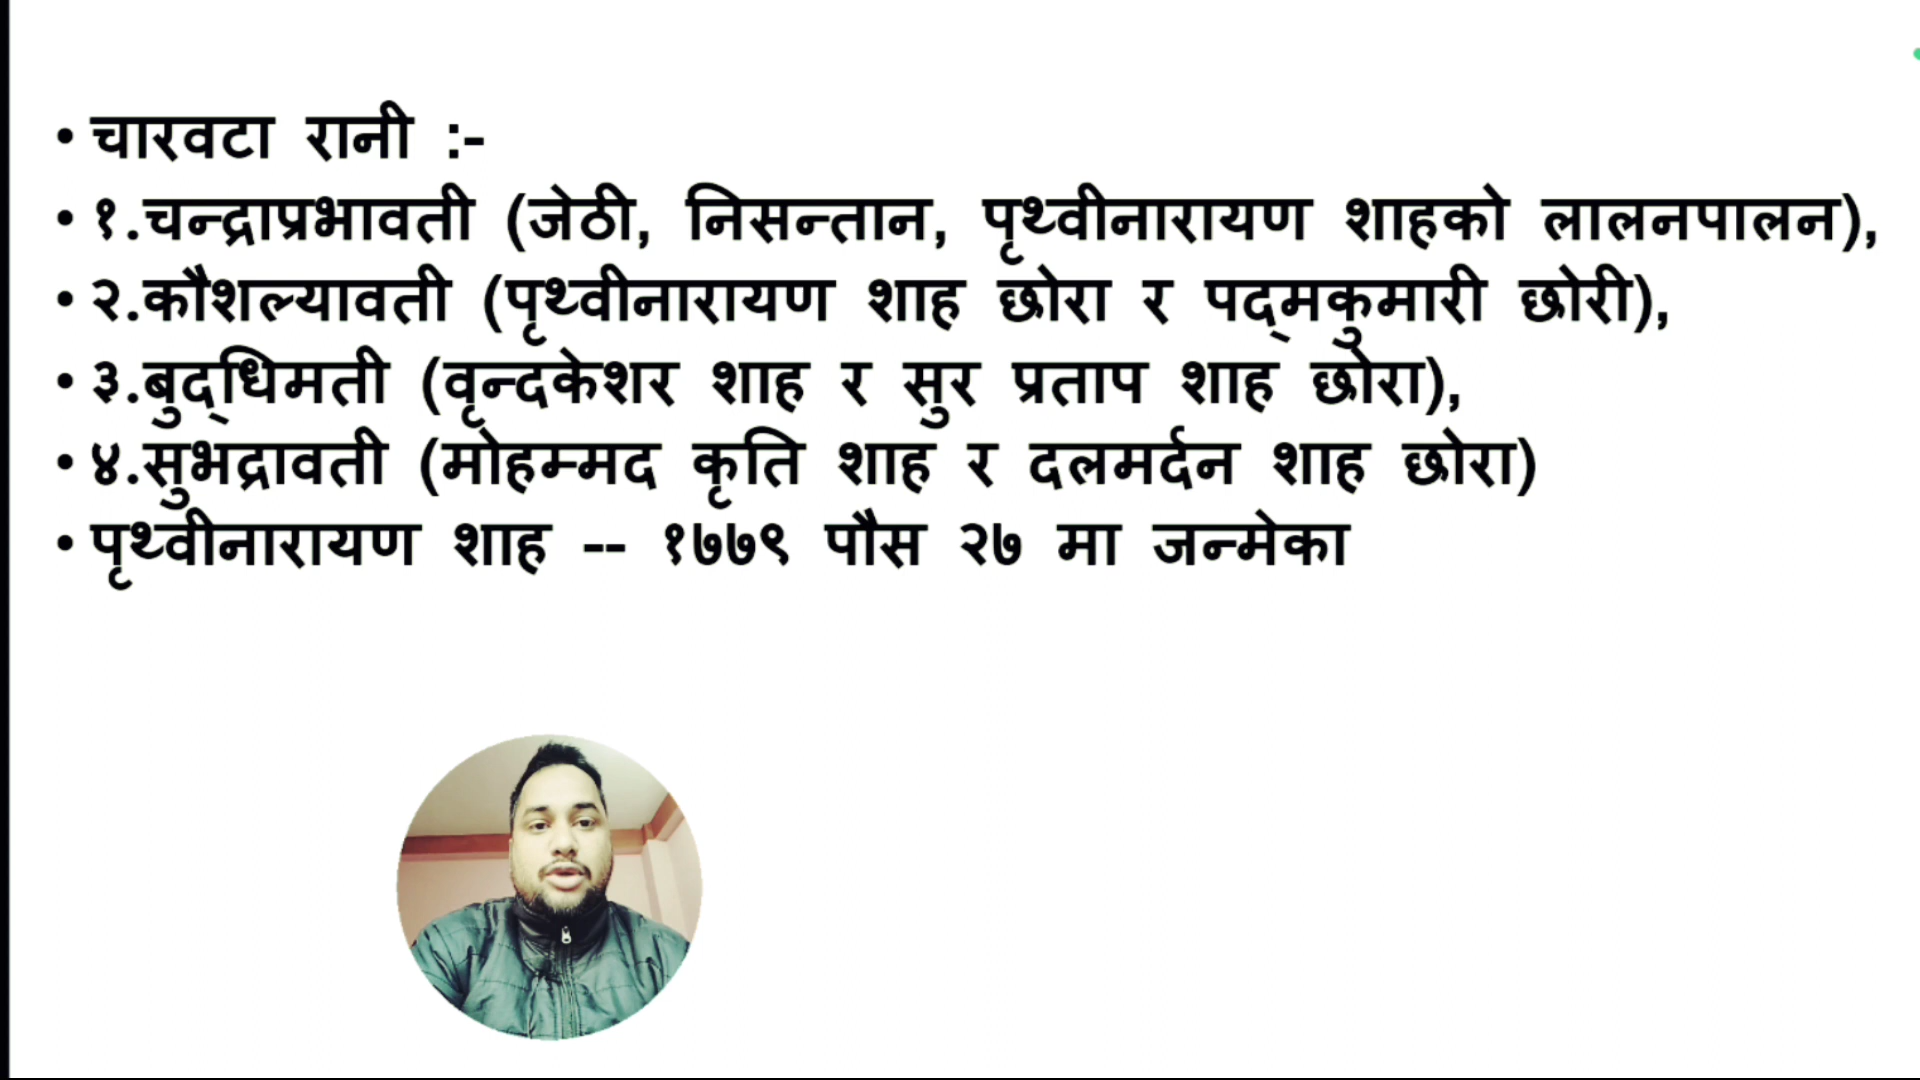 • चारवटा रानी :-
• १.चन्द्राप्रभावती (जेठी, निसन्तान, पृथ्वीनारायण शाहको लालनपालन),
• २.कौशल्यावती (पृथ्वीनारायण शाह छोरा र पद्मकुमारी छोरी),
• ३.बुद्धिमती (वृन्दकेशर शाह र सुर प्रताप शाह छोरा),
• ४.सुभद्रावती (मोहम्मद कृति शाह र दलमर्दन शाह छोरा)
• पृथ्वीनारायण शाह -- १७७९ पौस २७ मा जन्मेका